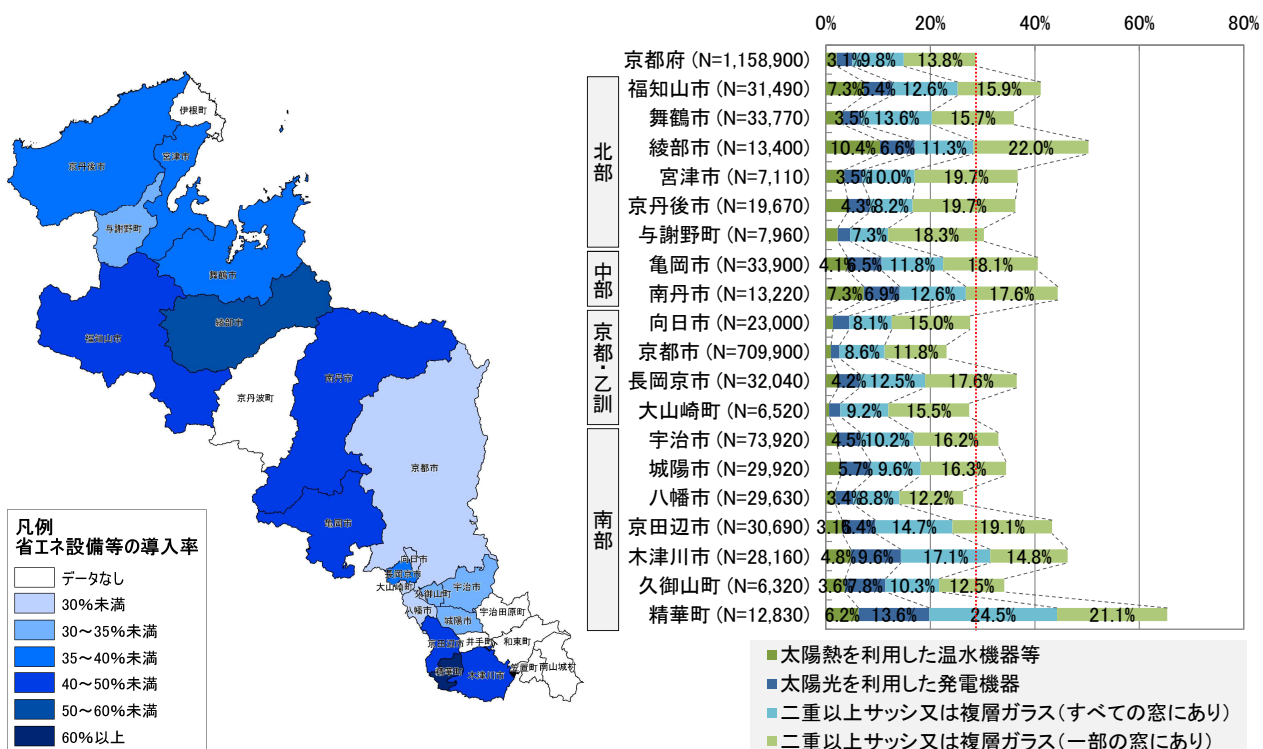 伊根町
京丹後市
宮津市
与謝野町
舞鶴市
綾部市
福知山市
南丹市
京丹波町
京都市
亀岡市
向日市
長岡京市
大山崎町
久御山町
宇治市
八幡市
城陽市
宇治田原町
京田辺市
井手町
和東町
精華町
木津川市
笠置町
南山城村
凡例
省エネ設備等の導入率
データなし
30%未満
30～35%未満
35～40%未満
40～50%未満
50～60%未満
60%以上
0% 20% 40% 60% 80%
京都府 (N=1,158,900) 3.1% 9.8% 13.8%
北部
福知山市 (N=31,490) 7.3% 5.4% 12.6% 15.9%
舞鶴市 (N=33,770) 3.5% 13.6% 15.7%
綾部市 (N=13,400) 10.4% 6.6% 11.3% 22.0%
宮津市 (N=7,110) 3.5% 10.0% 19.7%
京丹後市 (N=19,670) 4.3% 8.2% 19.7%
与謝野町 (N=7,960) 7.3% 18.3%
中部
亀岡市 (N=33,900) 4.1% 6.5% 11.8% 18.1%
南丹市 (N=13,220) 7.3% 6.9% 12.6% 17.6%
京都・乙訓
向日市 (N=23,000) 8.1% 15.0%
京都市 (N=709,900) 8.6% 11.8%
長岡京市 (N=32,040) 4.2% 12.5% 17.6%
大山崎町 (N=6,520) 9.2% 15.5%
南部
宇治市 (N=73,920) 4.5% 10.2% 16.2%
城陽市 (N=29,920) 5.7% 9.6% 16.3%
八幡市 (N=29,630) 3.4% 8.8% 12.2%
京田辺市 (N=30,690) 3.1% 6.4% 14.7% 19.1%
木津川市 (N=28,160) 4.8% 9.6% 17.1% 14.8%
久御山町 (N=6,320) 3.6% 7.8% 10.3% 12.5%
精華町 (N=12,830) 6.2% 13.6% 24.5% 21.1%
太陽熱を利用した温水機器等
太陽光を利用した発電機器
二重以上サッシ又は複層ガラス(すべての窓にあり)
二重以上サッシ又は複層ガラス(一部の窓にあり)